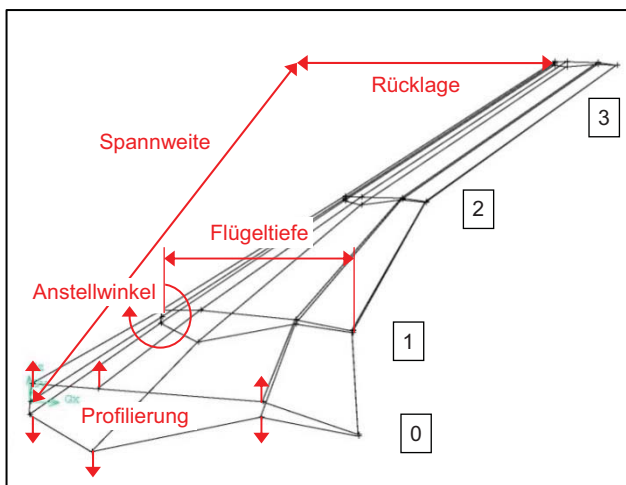 Rücklage
3
Spannweite
2
Flügeltiefe
Anstellwinkel
1
Profilierung
0